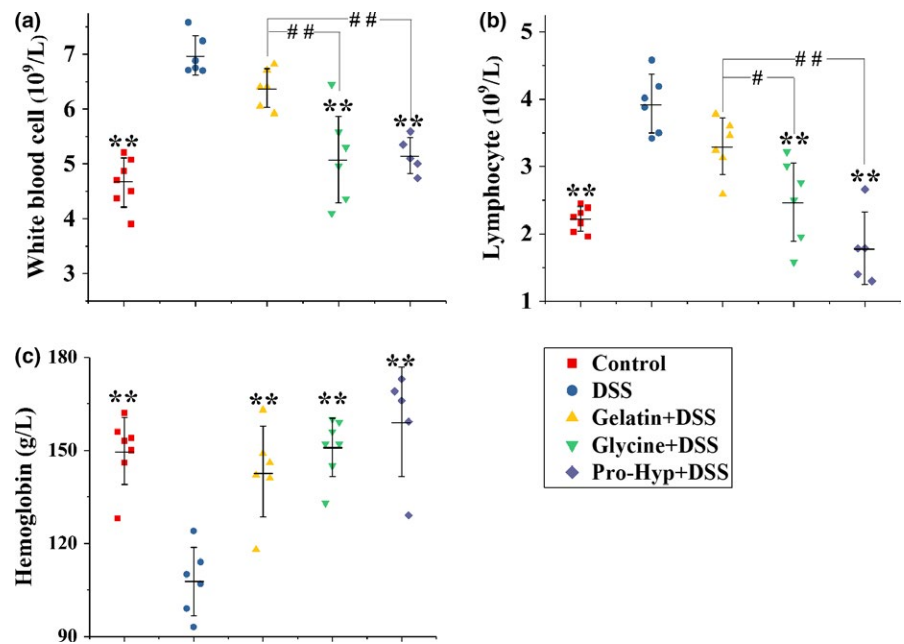 (a)
White blood cell (10⁹/L)
7
6
5
4
3
**
**
**
# #
# #
(b)
Lymphocyte (10⁹/L)
5
4
3
2
1
**
**
**
#
# #
(c)
Hemoglobin (g/L)
180
150
120
90
**
**
**
**
Control
DSS
Gelatin+DSS
Glycine+DSS
Pro-Hyp+DSS